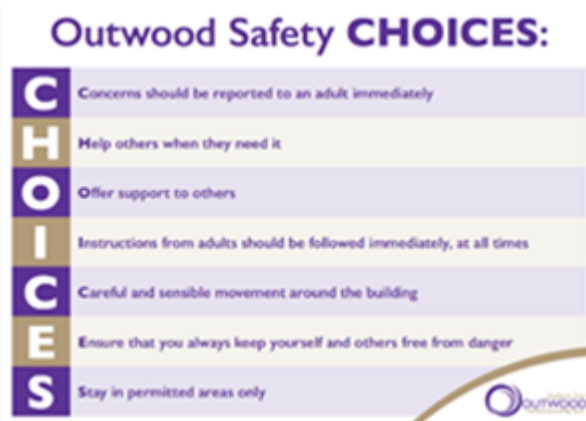 Outwood Safety CHOICES:
C Concerns should be reported to an adult immediately
H Help others when they need it
O Offer support to others
I Instructions from adults should be followed immediately, at all times
C Careful and sensible movement around the building
E Ensure that you always keep yourself and others free from danger
S Stay in permitted areas only
OUTWOOD